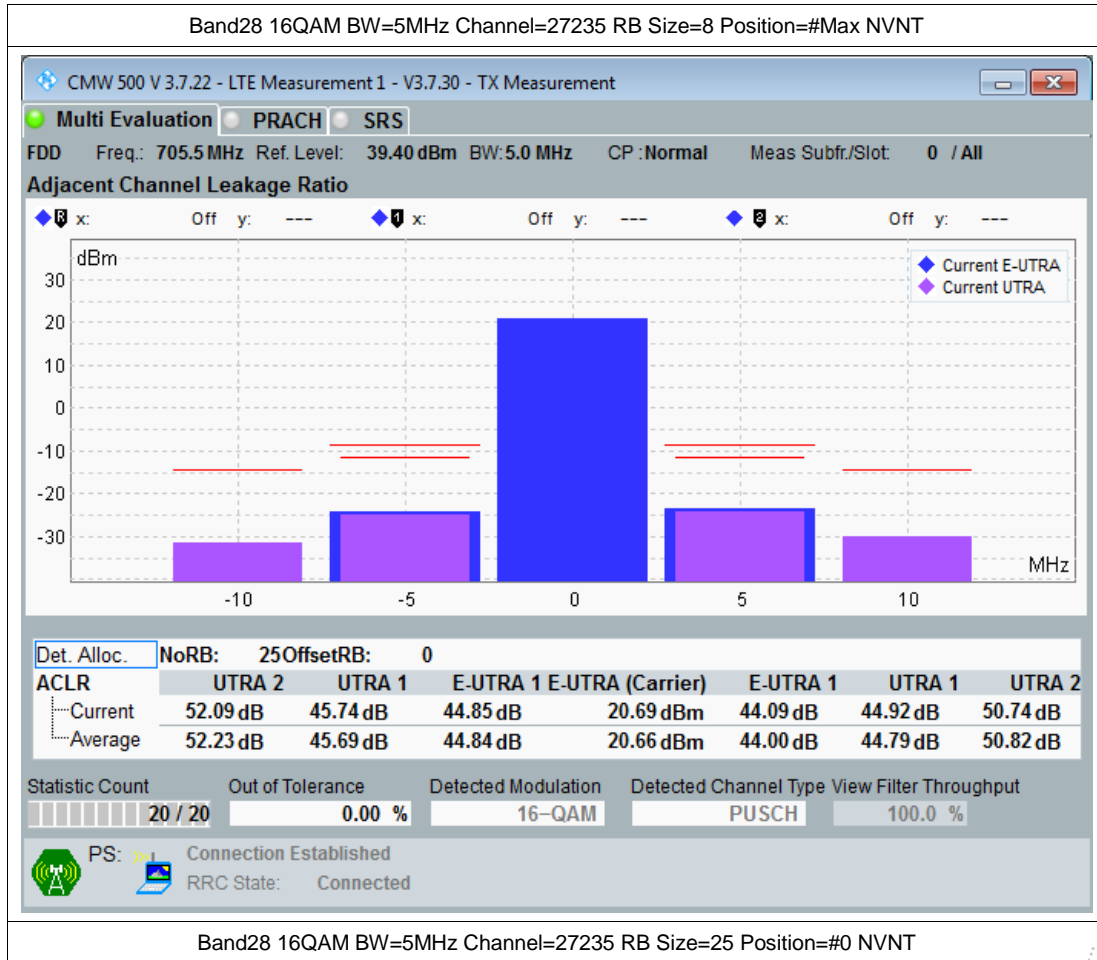 Band28 16QAM BW=5MHz Channel=27235 RB Size=8 Position=#Max NVNT
CMW 500 V 3.7.22 - LTE Measurement 1 - V3.7.30 - TX Measurement
Multi Evaluation PRACH SRS
FDD Freq.: 705.5 MHz Ref. Level: 39.40 dBm BW: 5.0 MHz CP : Normal Meas Subfr./Slot: 0 / All
Adjacent Channel Leakage Ratio
R x: Off y: --- 1 x: Off y: --- 2 x: Off y: ---
dBm
Current E-UTRA
Current UTRA
30
20
10
0
-10
-20
-30
MHz
-10 -5 0 5 10
Det. Alloc. NoRB: 25 OffsetRB: 0
ACLR UTRA 2 UTRA 1 E-UTRA 1 E-UTRA (Carrier) E-UTRA 1 UTRA 1 UTRA 2
Current 52.09 dB 45.74 dB 44.85 dB 20.69 dBm 44.09 dB 44.92 dB 50.74 dB
Average 52.23 dB 45.69 dB 44.84 dB 20.66 dBm 44.00 dB 44.79 dB 50.82 dB
Statistic Count Out of Tolerance Detected Modulation Detected Channel Type View Filter Throughput
20 / 20 0.00 % 16-QAM PUSCH 100.0 %
PS: Connection Established
RRC State: Connected
Band28 16QAM BW=5MHz Channel=27235 RB Size=25 Position=#0 NVNT